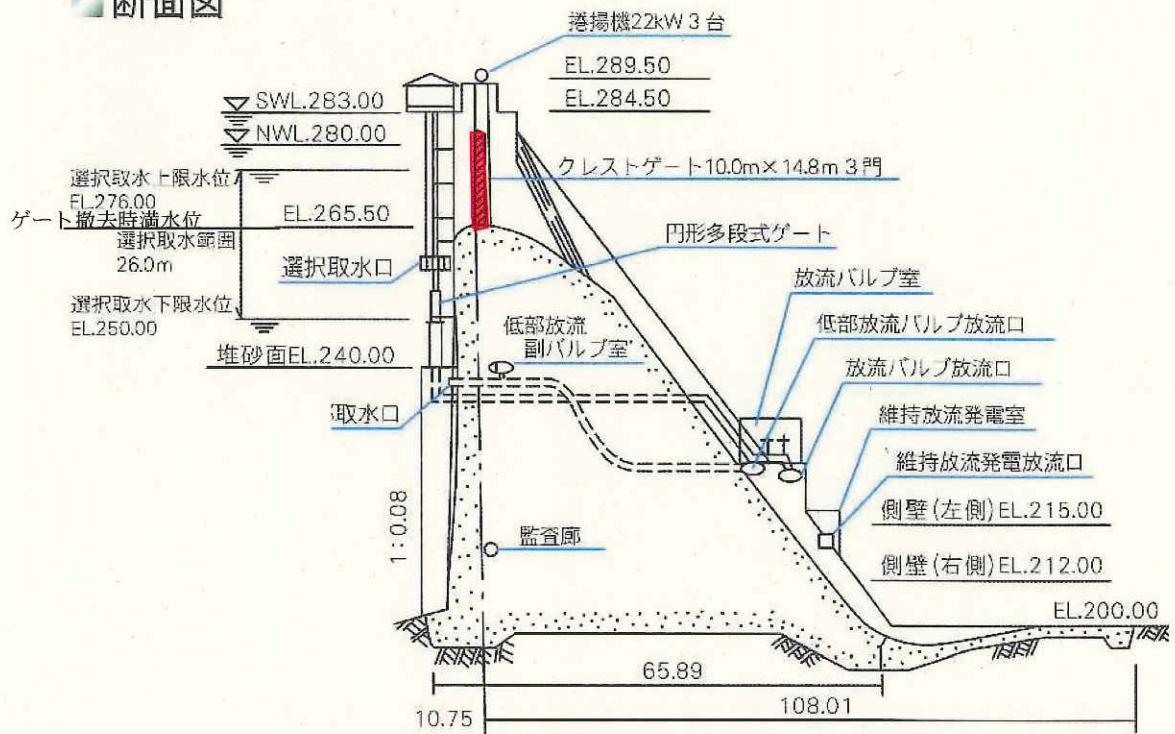 断面図
捲揚機22kW 3台
EL.289.50
EL.284.50
SWL.283.00
NWL.280.00
クレストゲート10.0m×14.8m 3門
選択取水上限水位
EL.276.00
ゲート撤去時満水位
EL.265.50
選択取水範囲
26.0m
円形多段式ゲート
選択取水口
放流バルブ室
選択取水下限水位
EL.250.00
低部放流
副バルブ室
低部放流バルブ放流口
堆砂面EL.240.00
放流バルブ放流口
取水口
維持放流発電室
維持放流発電放流口
側壁(左側)EL.215.00
1:0.08
監査廊
側壁(右側)EL.212.00
EL.200.00
65.89
10.75
108.01